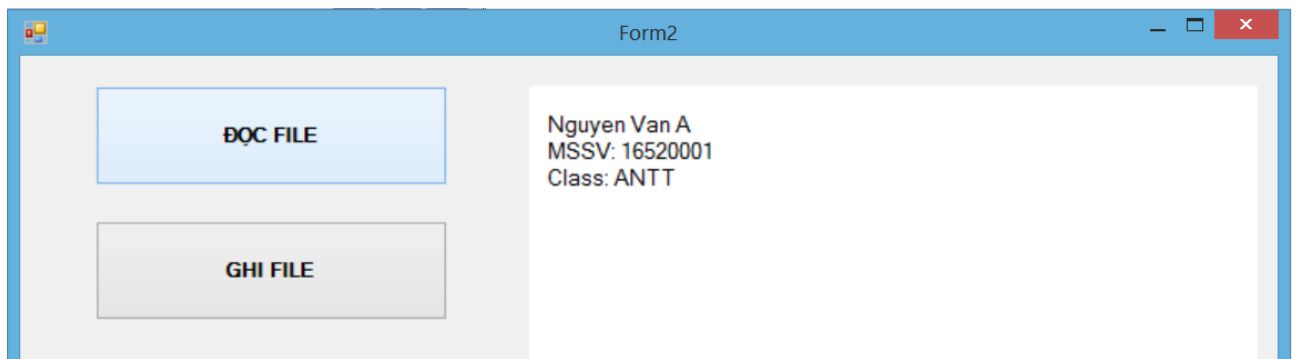 Form2
ĐỌC FILE
GHI FILE
Nguyen Van A
MSSV: 16520001
Class: ANTT